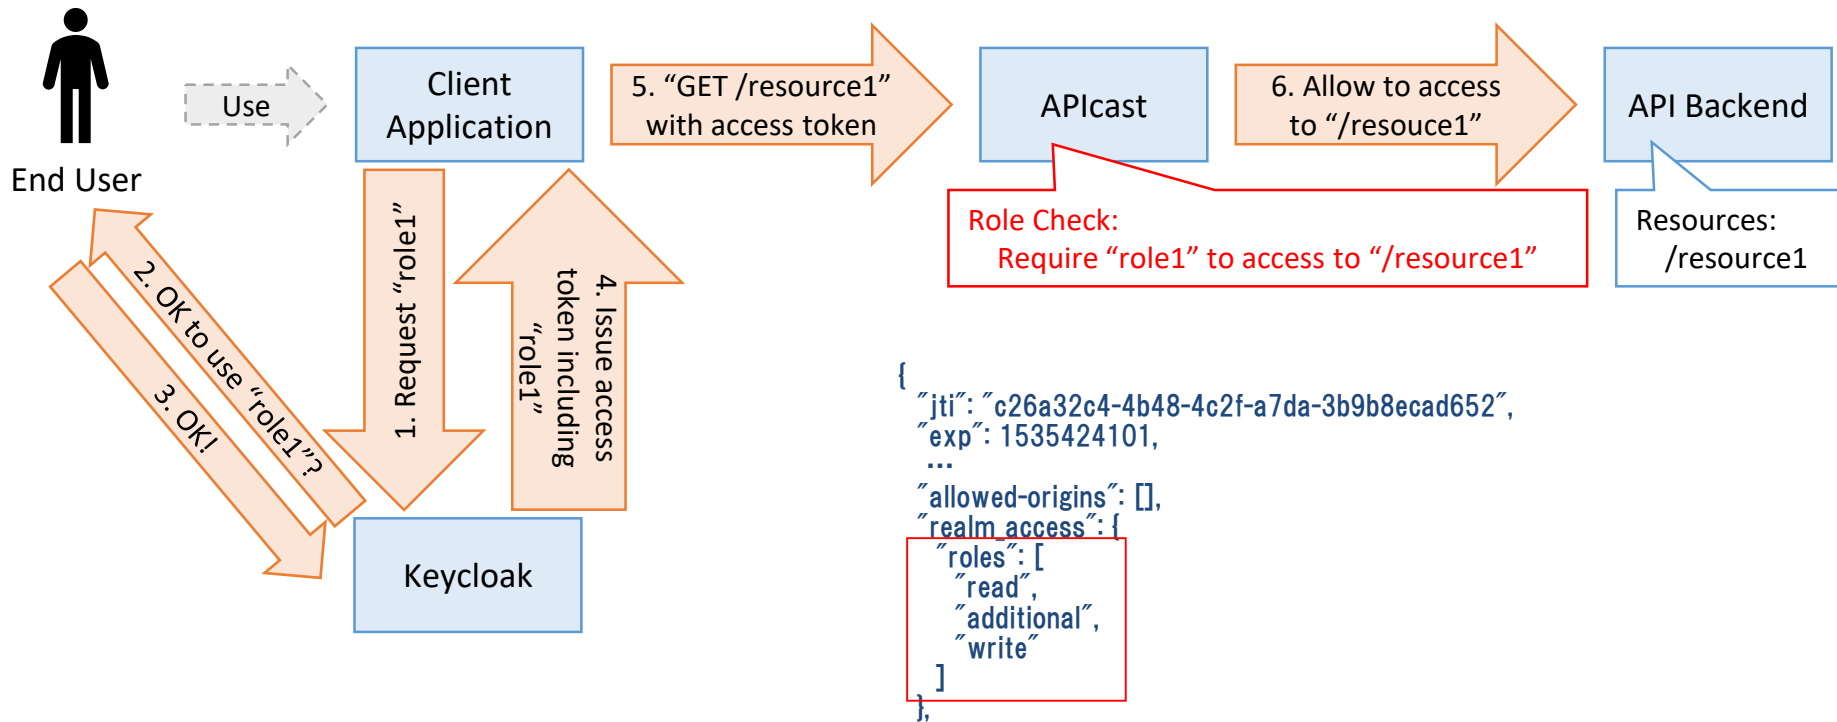 End User
Use
Client
Application
5. “GET /resource1”
with access token
APIcast
6. Allow to access
to “/resouce1”
API Backend
Role Check:
Require “role1” to access to “/resource1”
Resources:
/resource1
1. Request “role1”
2. OK to use “role1”?
3. OK!
4. Issue access
token including
“role1”
Keycloak
{
"jti": "c26a32c4-4b48-4c2f-a7da-3b9b8ecad652",
"exp": 1535424101,
...
"allowed-origins": [],
"realm_access": {
"roles": [
"read",
"additional",
"write"
]
},